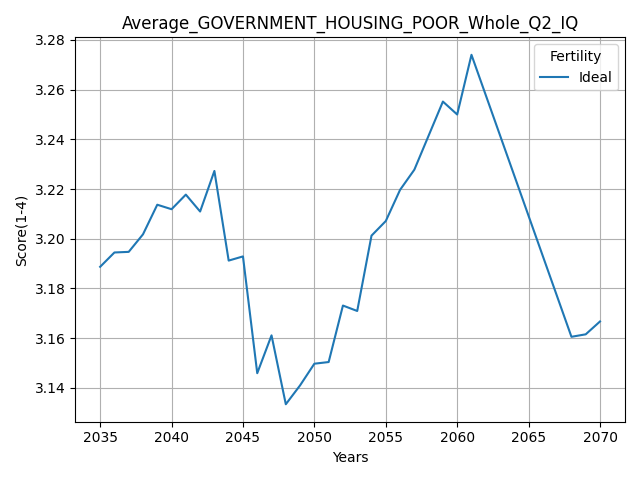 Average_GOVERNMENT_HOUSING_POOR_Whole_Q2_IQ
Fertility
Ideal
Score(1-4)
3.28
3.26
3.24
3.22
3.20
3.18
3.16
3.14
2035 2040 2045 2050 2055 2060 2065 2070
Years